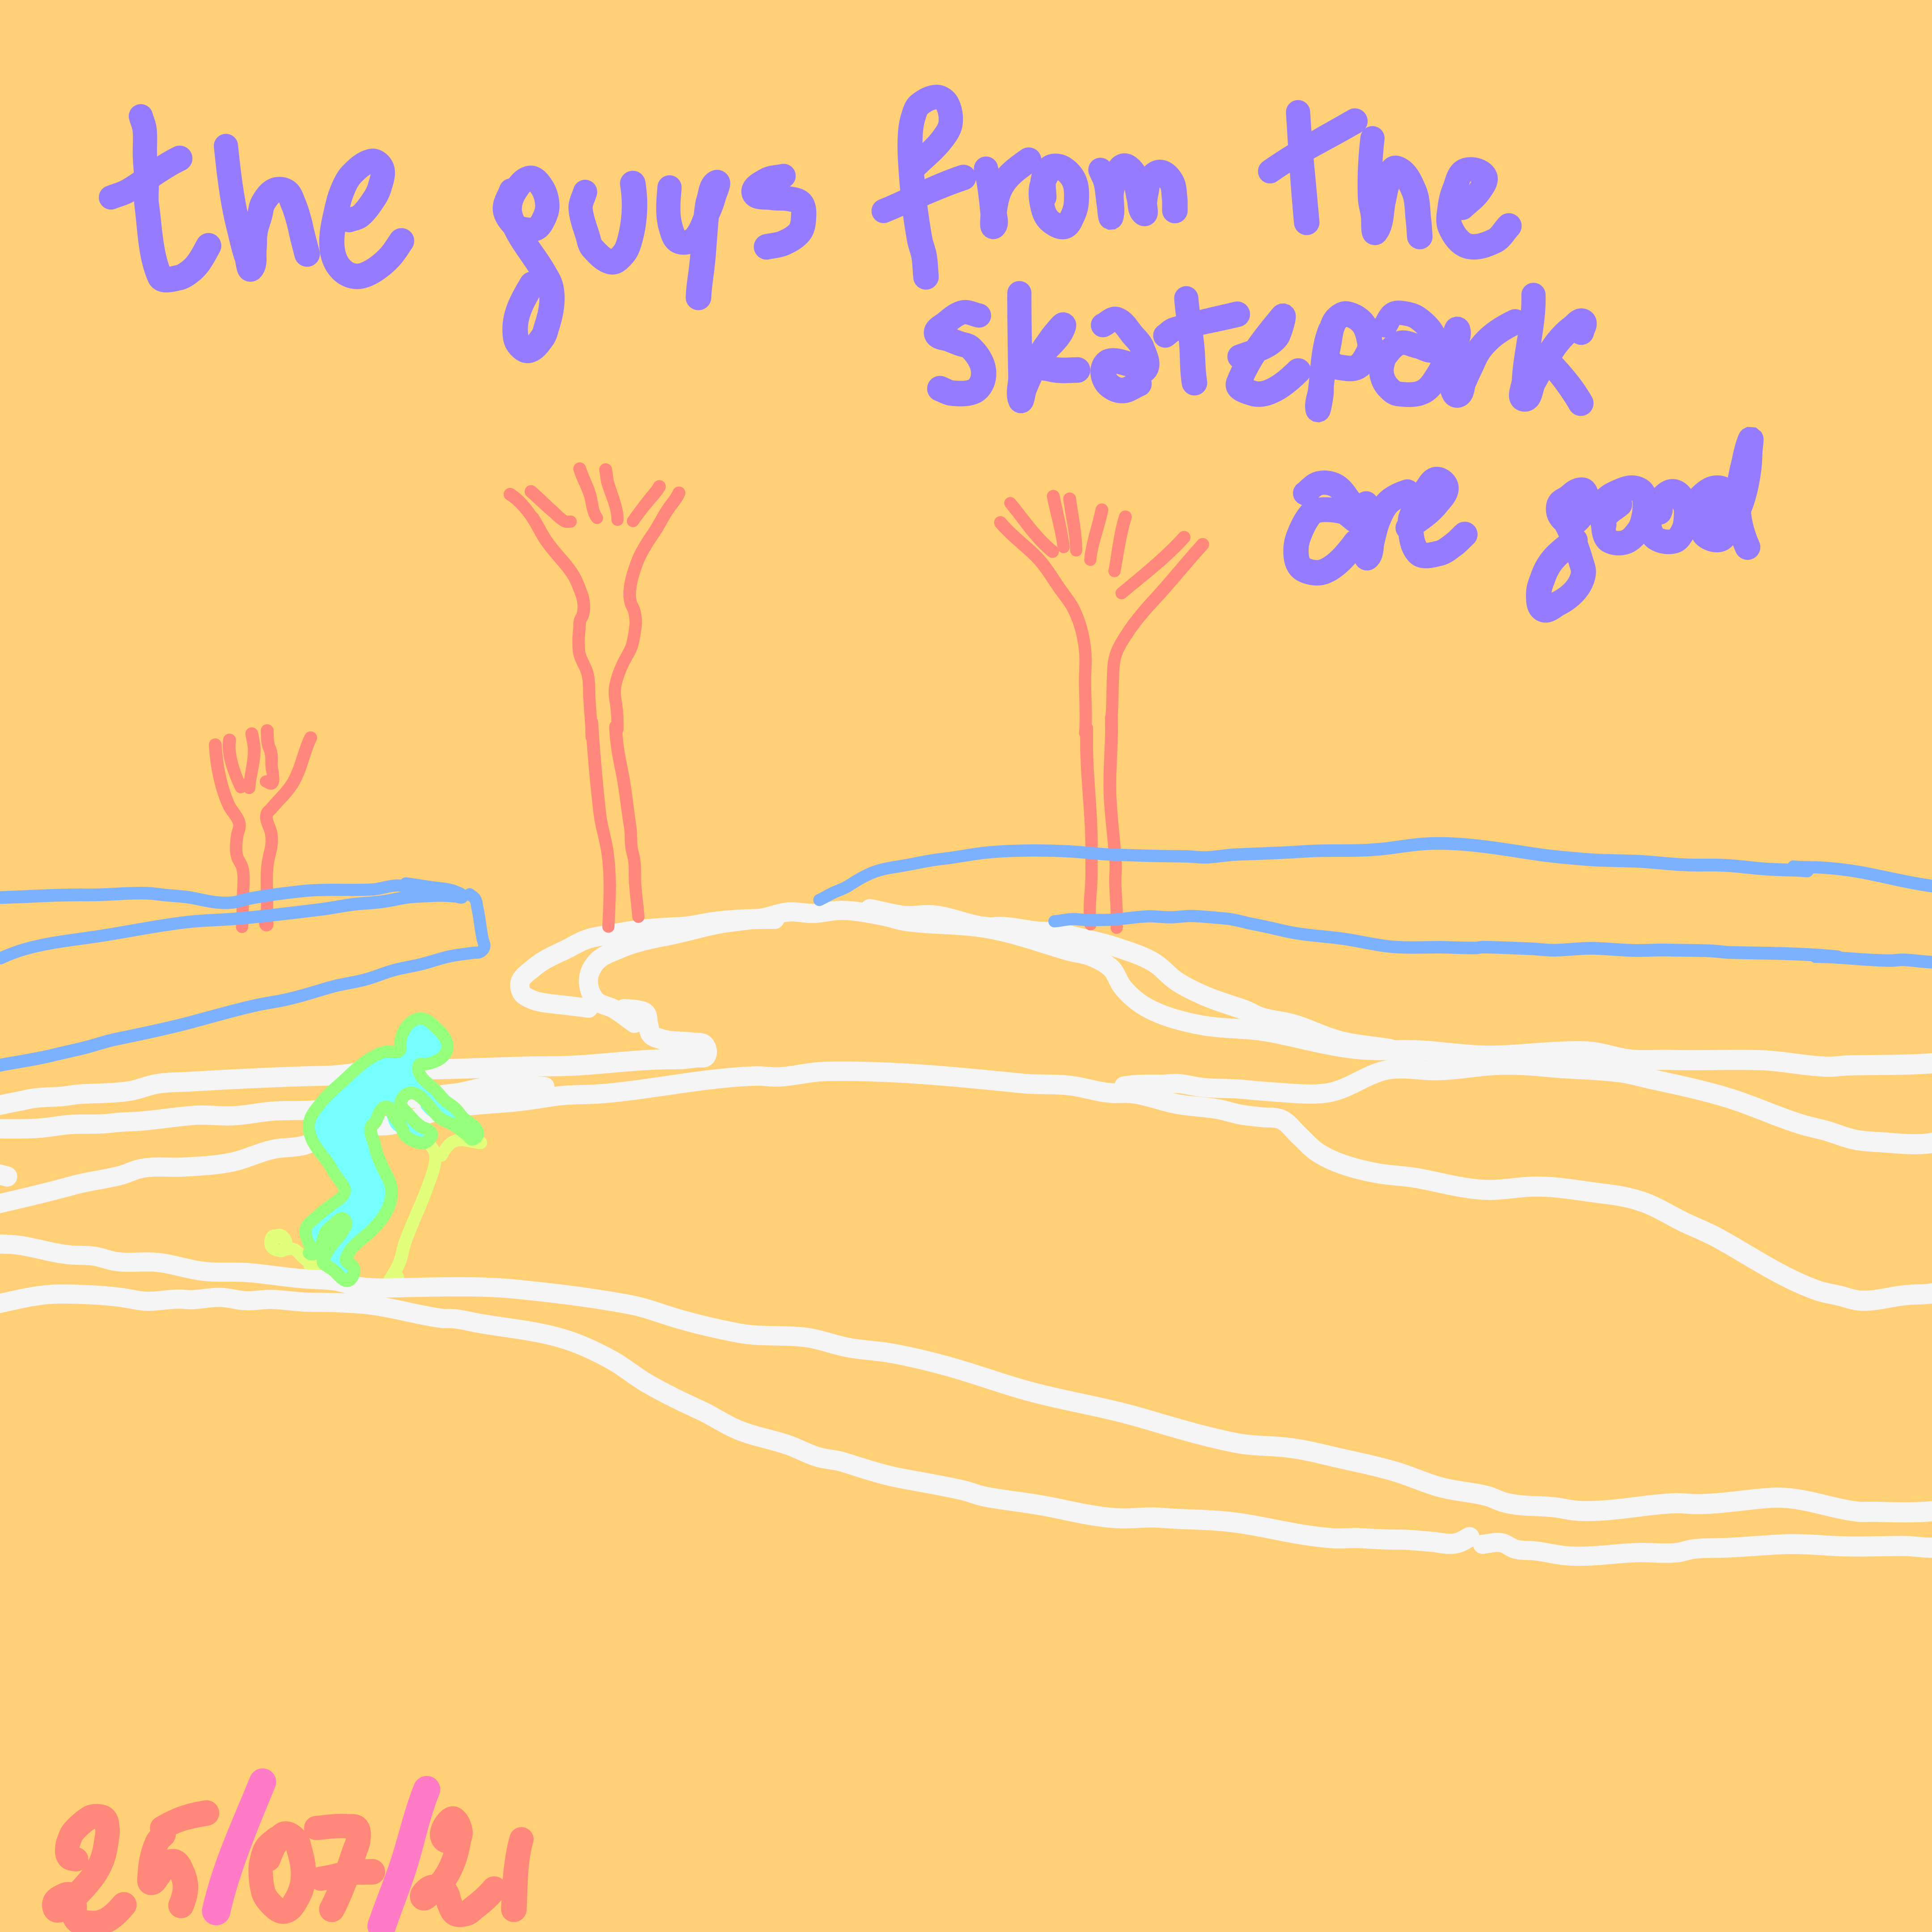 the guys from the
skatepark
are good
25/07/21